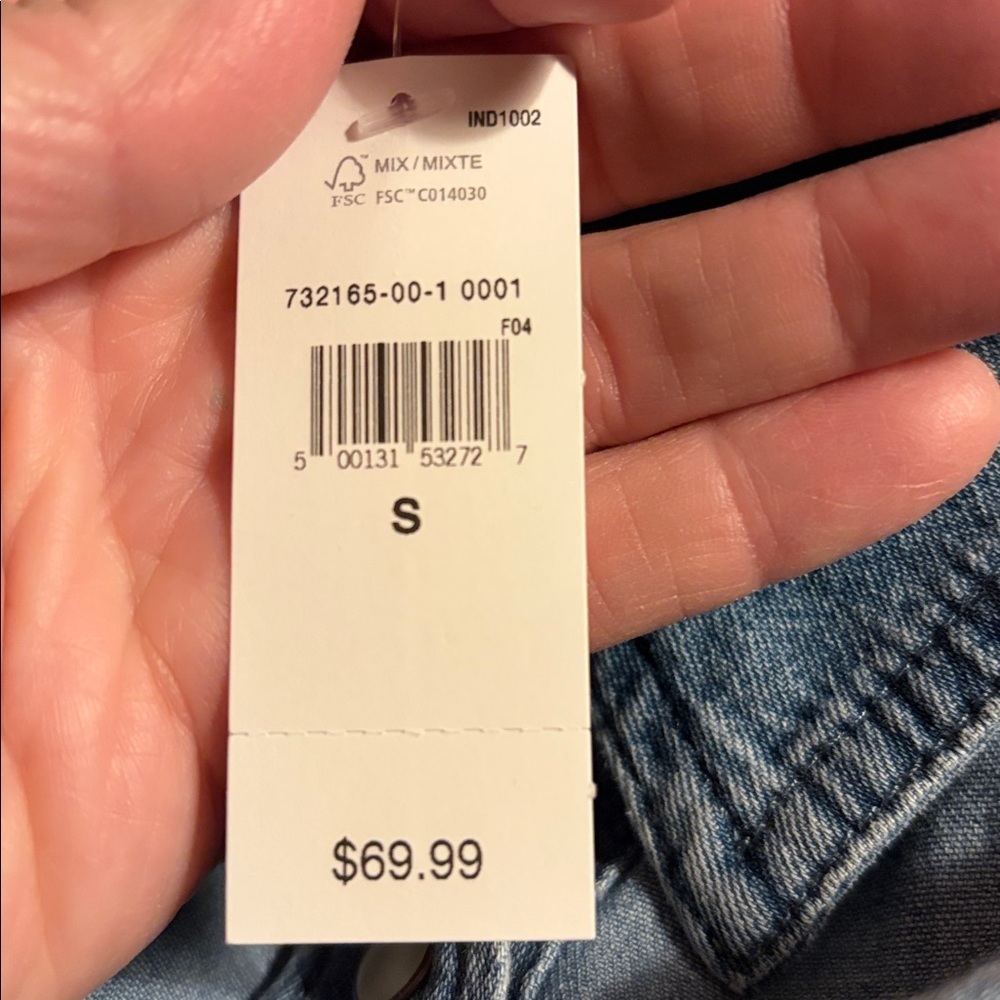 IND1002
MIX / MIXTE
FSC FSC™ C014030
732165-00-1 0001
F04
5 00131 53272 7
S
$69.99